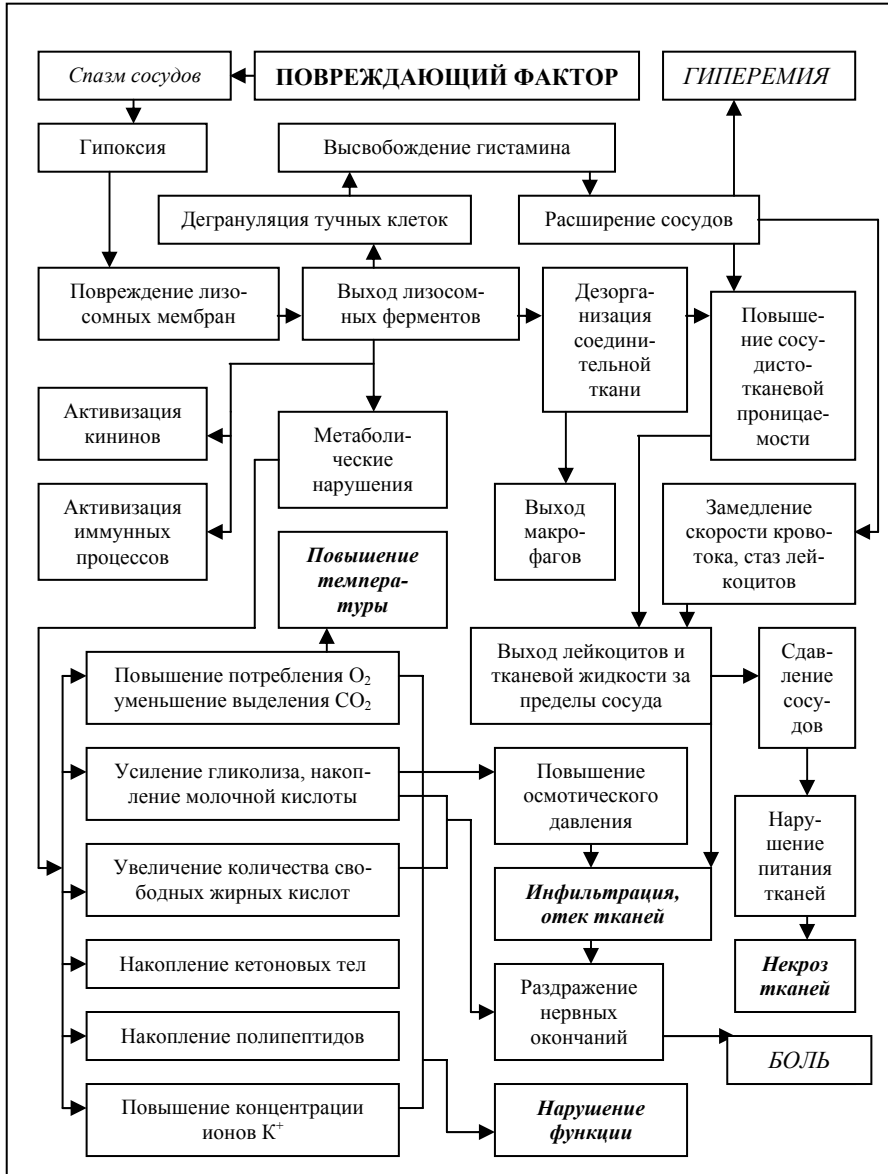 Спазм сосудов
ПОВРЕЖДАЮЩИЙ ФАКТОР
ГИПЕРЕМИЯ
Гипоксия
Высвобождение гистамина
Дегрануляция тучных клеток
Расширение сосудов
Повреждение лизо-
сомных мембран
Выход лизосом-
ных ферментов
Дезорга-
низация
соедини-
тельной
ткани
Повыше-
ние сосу-
дисто-
тканевой
проницае-
мости
Активизация
кининов
Метаболи-
ческие
нарушения
Активизация
иммунных
процессов
Выход
макро-
фагов
Замедление
скорости крово-
тока, стаз лей-
коцитов
Повышение
температу-
ры
Выход лейкоцитов и
тканевой жидкости за
пределы сосуда
Сдав-
ление
сосу-
дов
Повышение потребления O₂
уменьшение выделения CO₂
Усиление гликолиза, накоп-
ление молочной кислоты
Повышение
осмотического
давления
Нару-
шение
питания
тканей
Увеличение количества сво-
бодных жирных кислот
Инфильтрация,
отек тканей
Накопление кетоновых тел
Раздражение
нервных
окончаний
Некроз
тканей
Накопление полипептидов
БОЛЬ
Повышение концентрации
ионов K⁺
Нарушение
функции